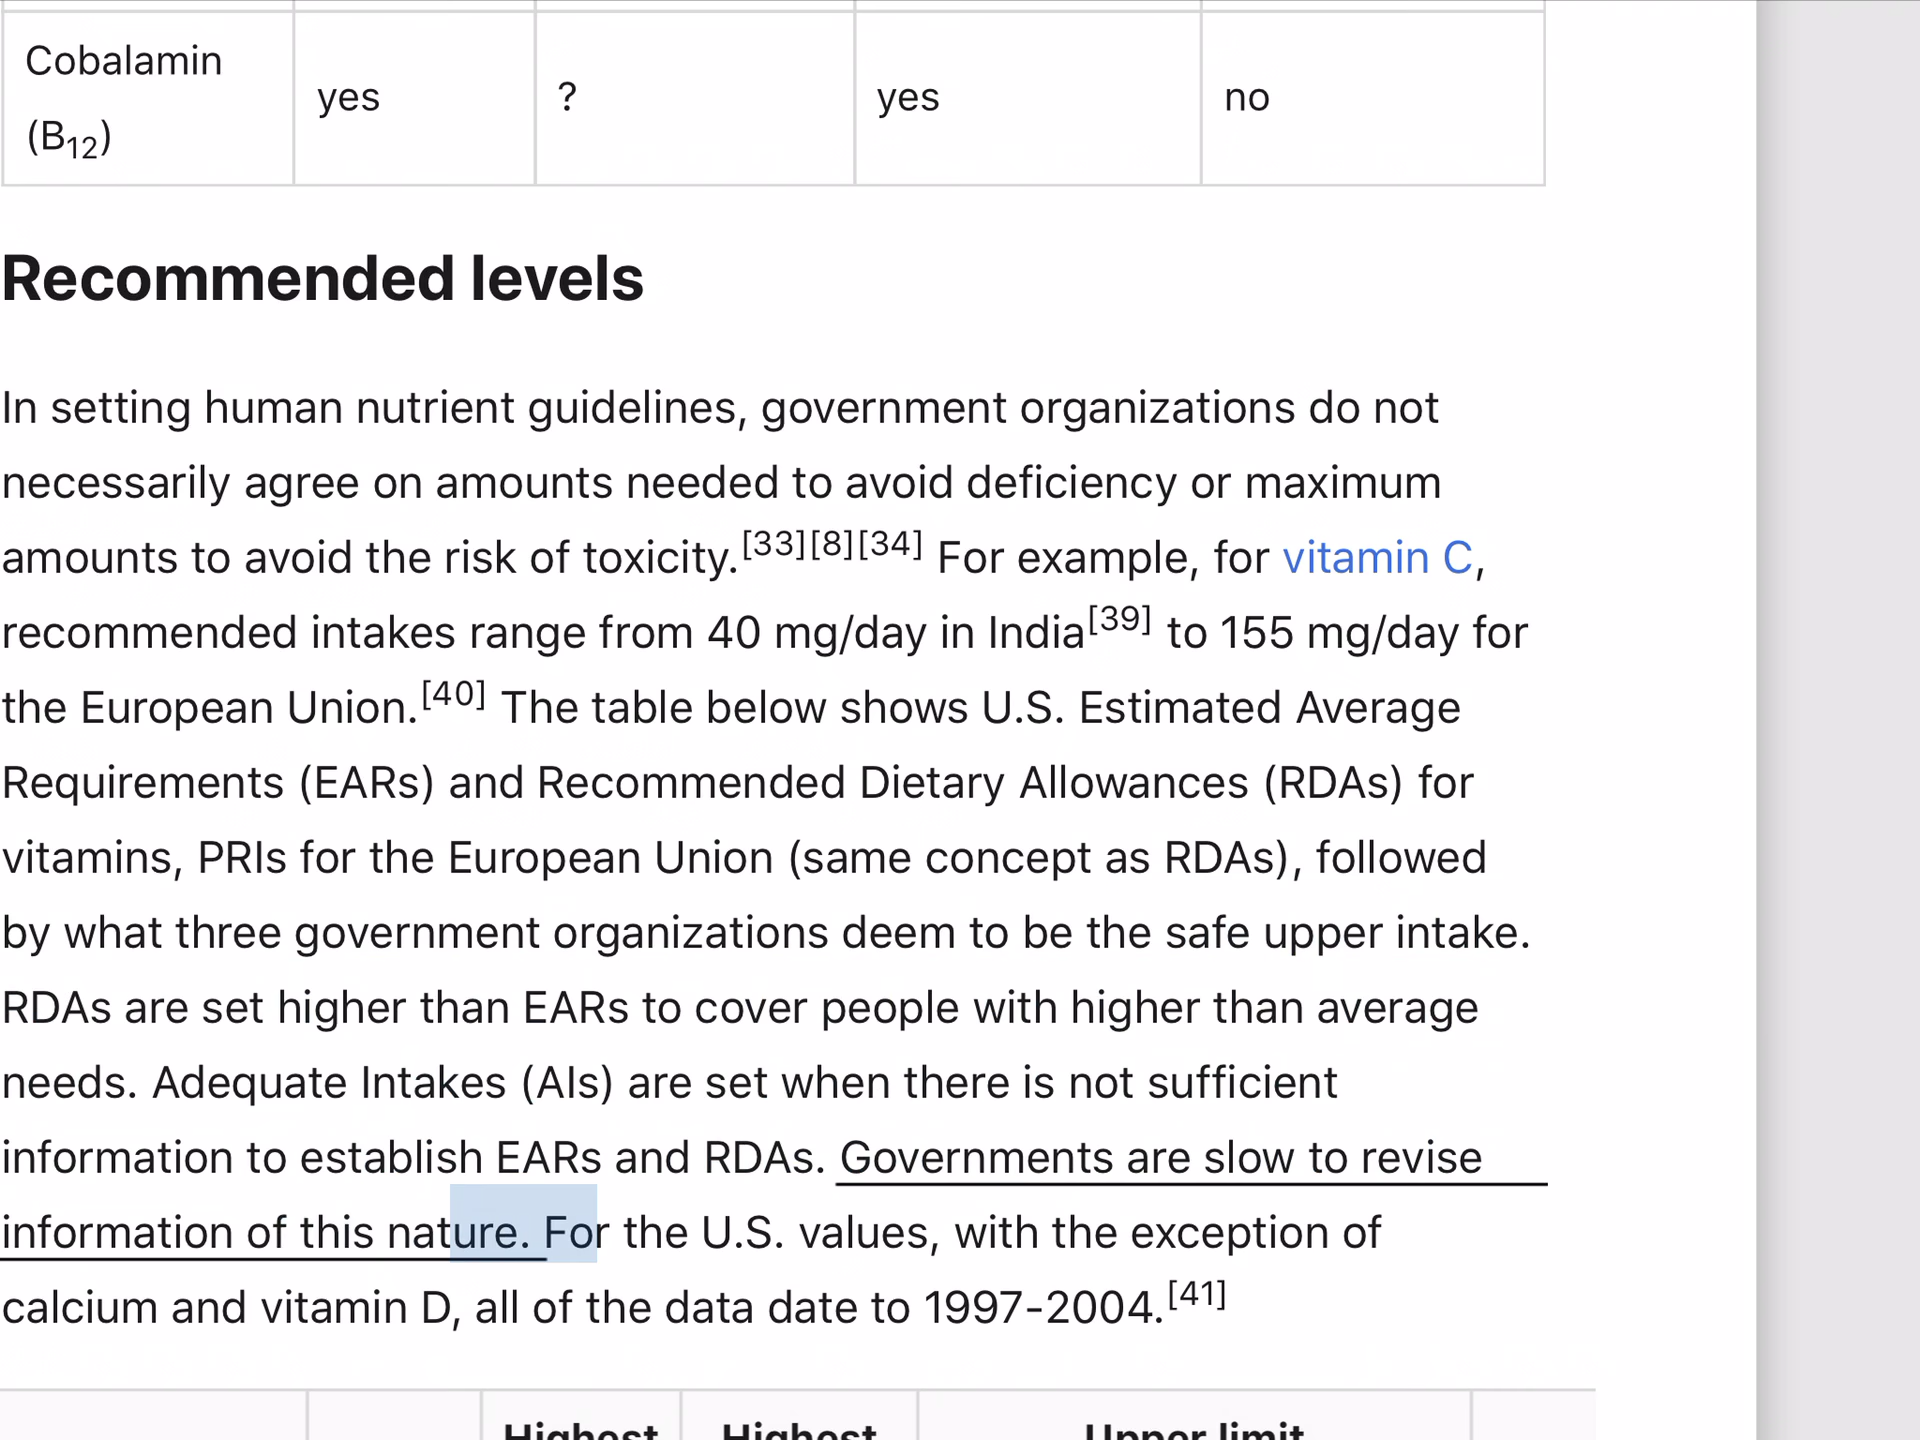 Cobalamin
(B12)
yes
?
yes
no
Recommended levels
In setting human nutrient guidelines, government organizations do not
necessarily agree on amounts needed to avoid deficiency or maximum
amounts to avoid the risk of toxicity.[33][8][34] For example, for vitamin C,
recommended intakes range from 40 mg/day in India[39] to 155 mg/day for
the European Union.[40] The table below shows U.S. Estimated Average
Requirements (EARs) and Recommended Dietary Allowances (RDAs) for
vitamins, PRIs for the European Union (same concept as RDAs), followed
by what three government organizations deem to be the safe upper intake.
RDAs are set higher than EARs to cover people with higher than average
needs. Adequate Intakes (AIs) are set when there is not sufficient
information to establish EARs and RDAs. Governments are slow to revise
information of this nature. For the U.S. values, with the exception of
calcium and vitamin D, all of the data date to 1997-2004.[41]
Highest
Highest
Upper limit